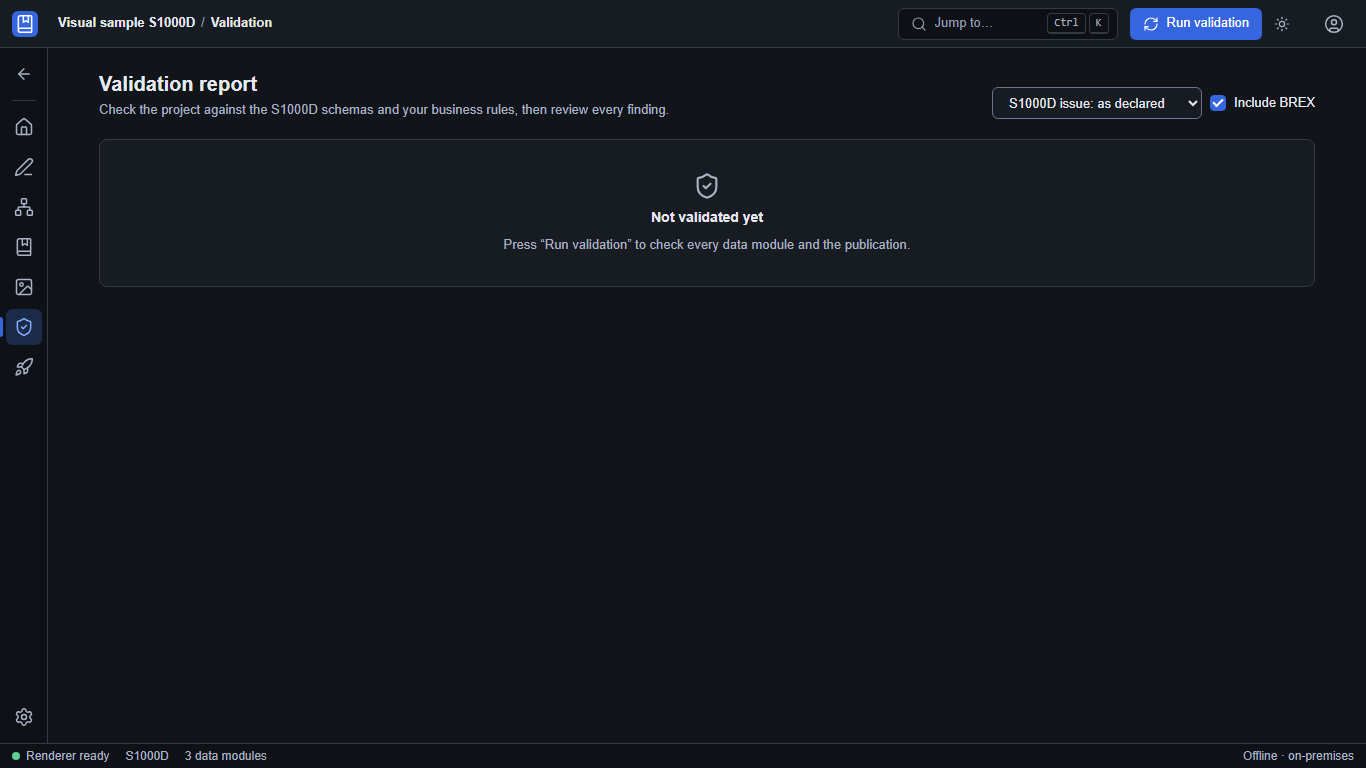 Visual sample S1000D / Validation
Jump to…
Ctrl K
Run validation
Validation report
Check the project against the S1000D schemas and your business rules, then review every finding.
S1000D issue: as declared
Include BREX
Not validated yet
Press “Run validation” to check every data module and the publication.
Renderer ready
S1000D
3 data modules
Offline · on-premises